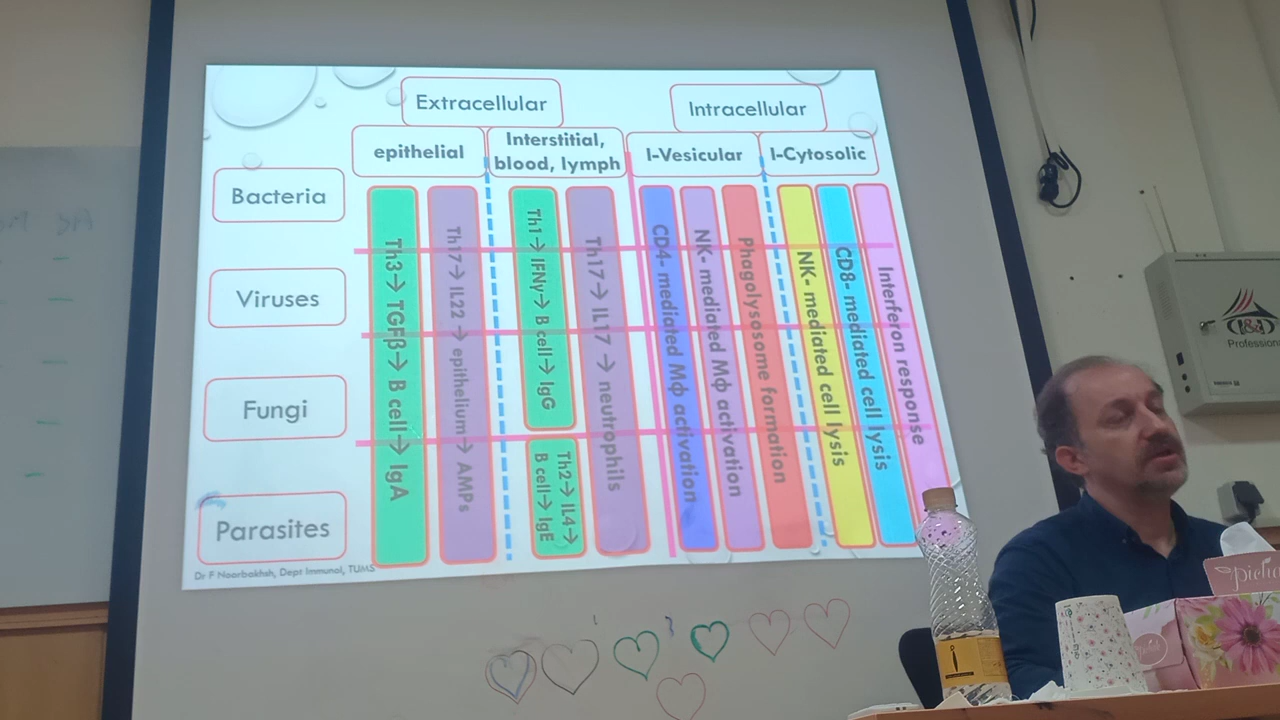 Extracellular
Intracellular
epithelial
Interstitial,
blood, lymph
I-Vesicular
I-Cytosolic
Bacteria
Viruses
Fungi
Parasites
Th3→ TGFβ→ B cell→ IgA
Th17→ IL22 → epithelium→ AMPs
Th1→ IFNγ→ B cell→ IgG
Th2→ IL4→
B cell→ IgE
Th17→ IL17 → neutrophils
CD4- mediated Mφ activation
NK- mediated Mφ activation
Phagolysosome formation
NK- mediated cell lysis
CD8- mediated cell lysis
Interferon response
Dr F Noorbakhsh, Dept Immunol, TUMS
Professional
picha